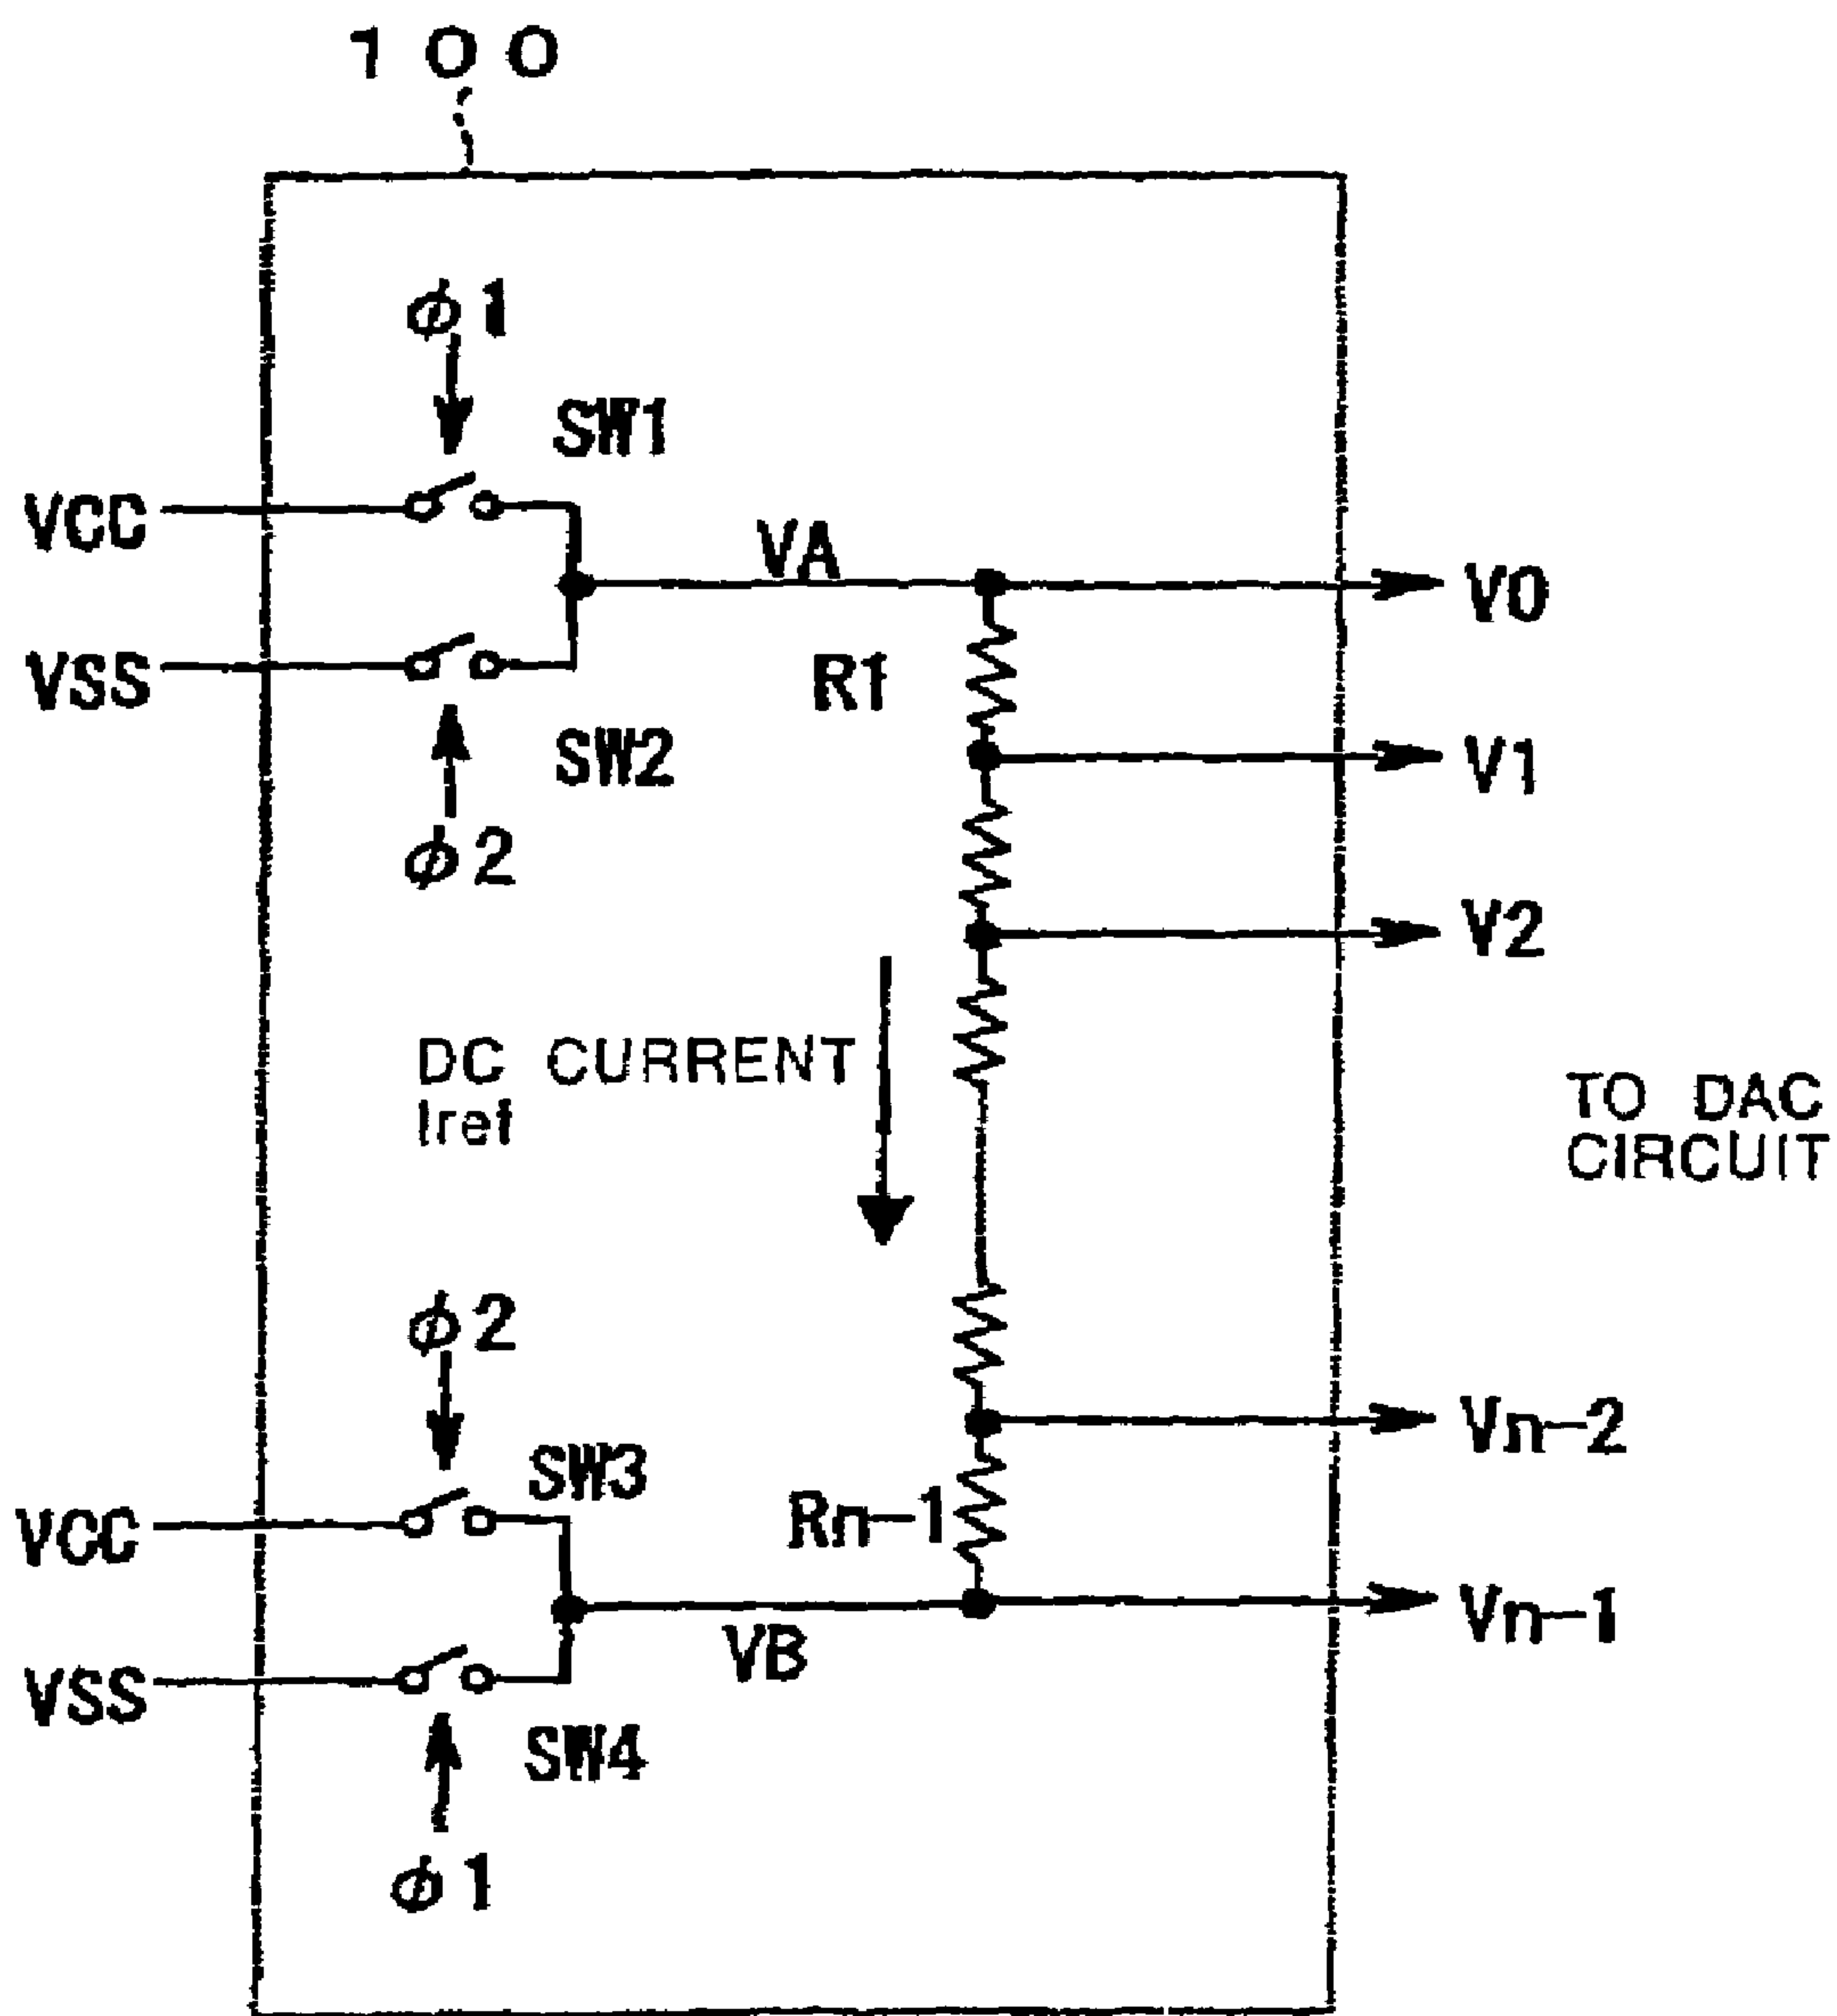 100
ϕ1
SW1
VCC
VA
V0
VSS
R1
SW2
V1
ϕ2
V2
DC CURRENT
Iref
TO DAC
CIRCUIT
ϕ2
Vn-2
SW3
VCC
Rn-1
Vn-1
VB
VSS
SW4
ϕ1